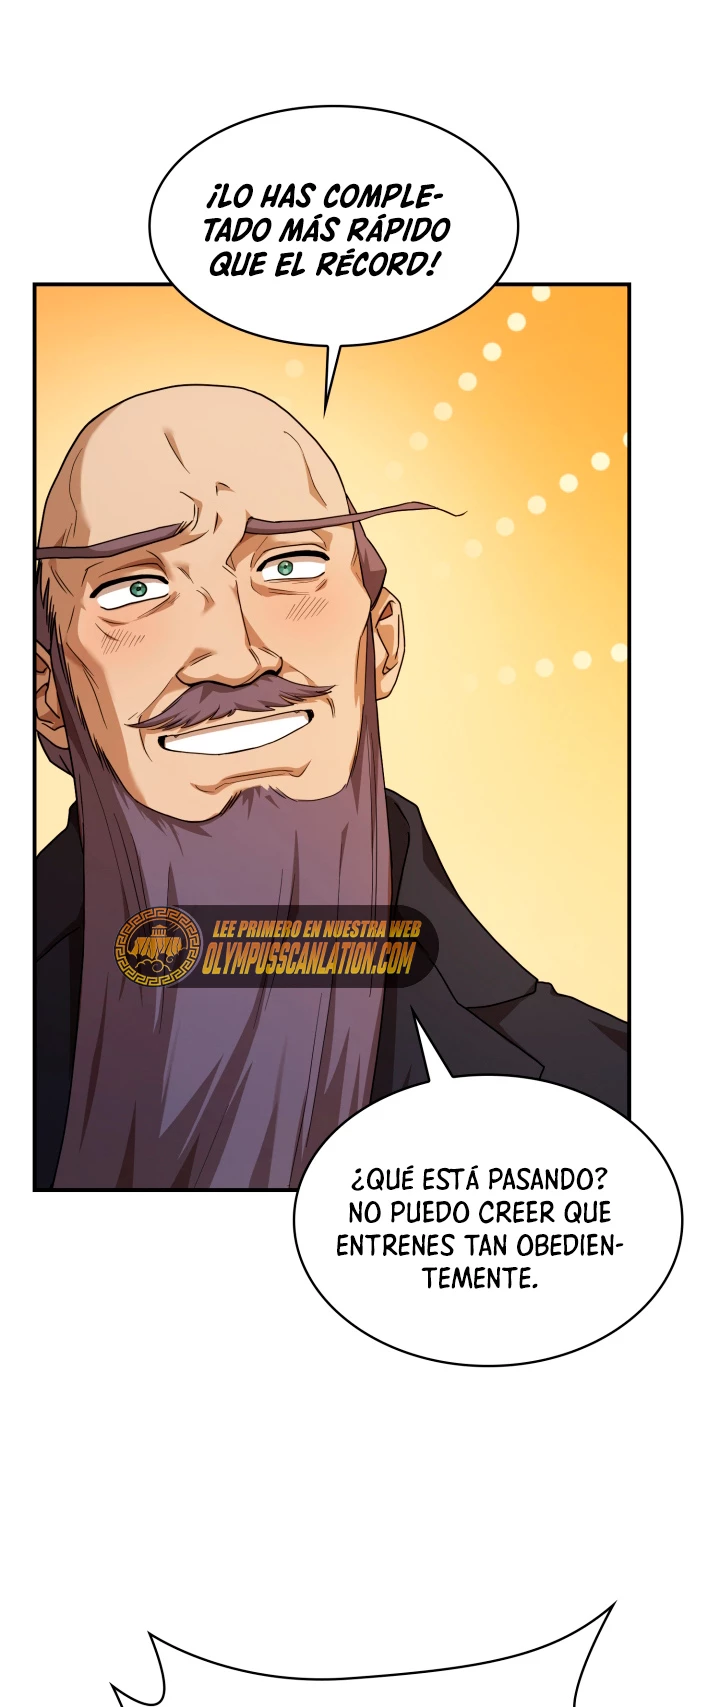 ¡LO HAS COMPLE-
TADO MÁS RÁPIDO
QUE EL RÉCORD!
LEE PRIMERO EN NUESTRA WEB
OLYMPUSSCANLATION.COM
¿QUÉ ESTÁ PASANDO?
NO PUEDO CREER QUE
ENTRENES TAN OBEDIEN-
TEMENTE.